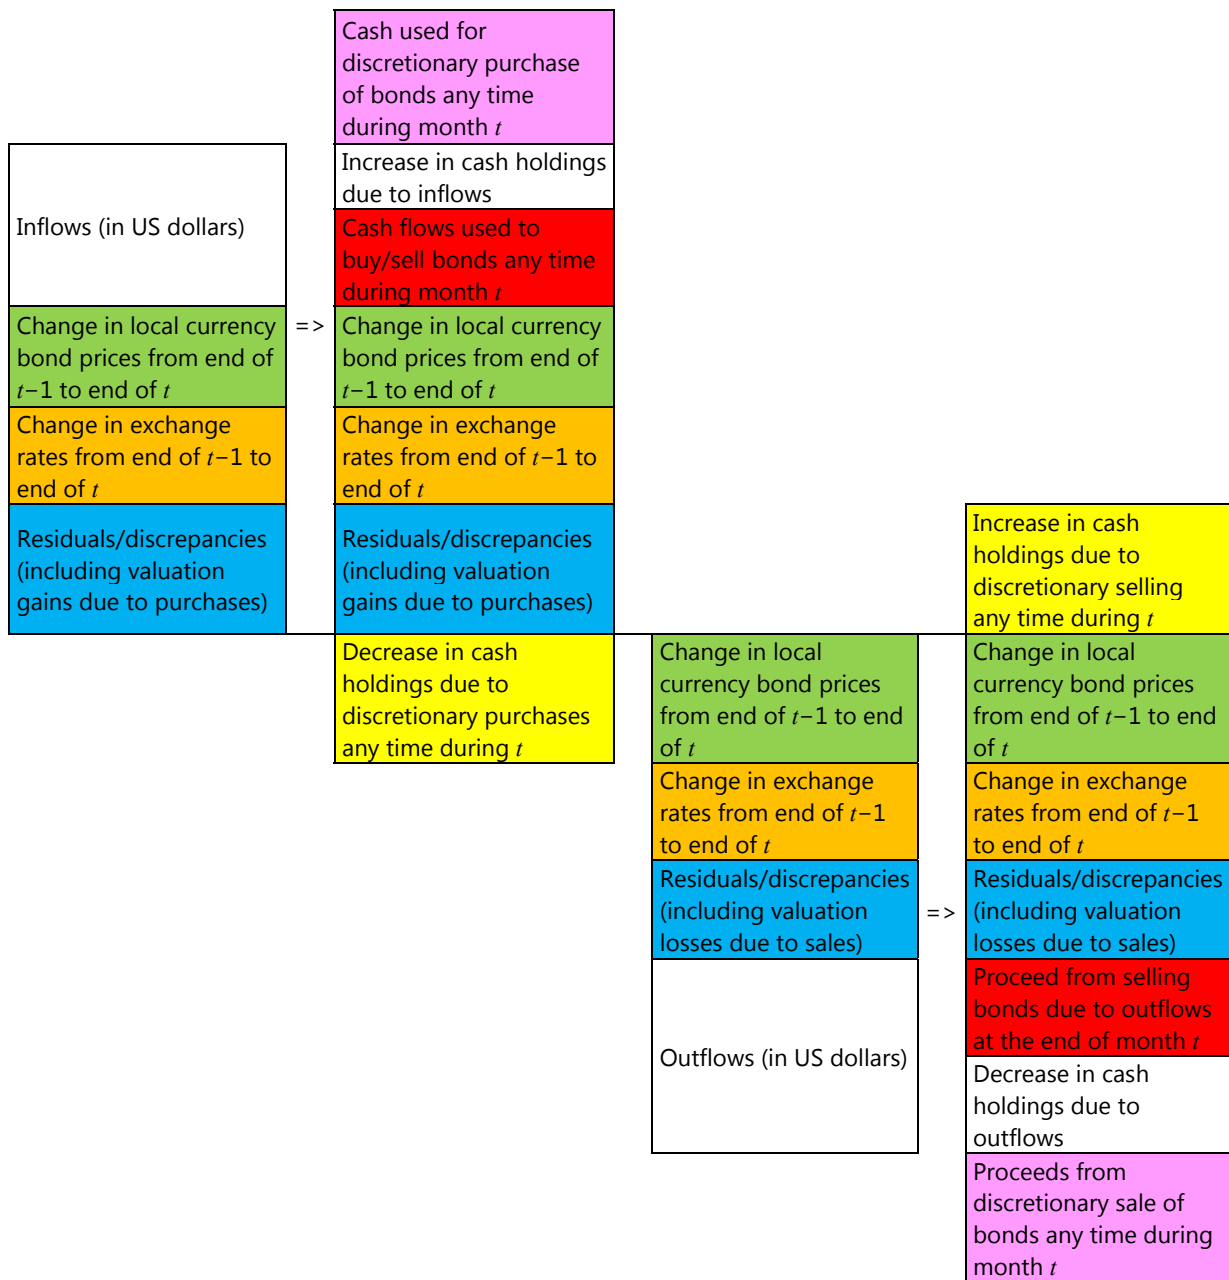 Cash used for
discretionary purchase
of bonds any time
during month t
Inflows (in US dollars)
Increase in cash holdings
due to inflows
Cash flows used to
buy/sell bonds any time
during month t
Change in local currency
bond prices from end of
t−1 to end of t
=>
Change in local currency
bond prices from end of
t−1 to end of t
Change in exchange
rates from end of t−1 to
end of t
Change in exchange
rates from end of t−1 to
end of t
Residuals/discrepancies
(including valuation
gains due to purchases)
Residuals/discrepancies
(including valuation
gains due to purchases)
Decrease in cash
holdings due to
discretionary purchases
any time during t
Change in local
currency bond prices
from end of t−1 to end
of t
Change in exchange
rates from end of t−1
to end of t
Residuals/discrepancies
(including valuation
losses due to sales)
Outflows (in US dollars)
=>
Increase in cash
holdings due to
discretionary selling
any time during t
Change in local
currency bond prices
from end of t−1 to end
of t
Change in exchange
rates from end of t−1
to end of t
Residuals/discrepancies
(including valuation
losses due to sales)
Proceed from selling
bonds due to outflows
at the end of month t
Decrease in cash
holdings due to
outflows
Proceeds from
discretionary sale of
bonds any time during
month t